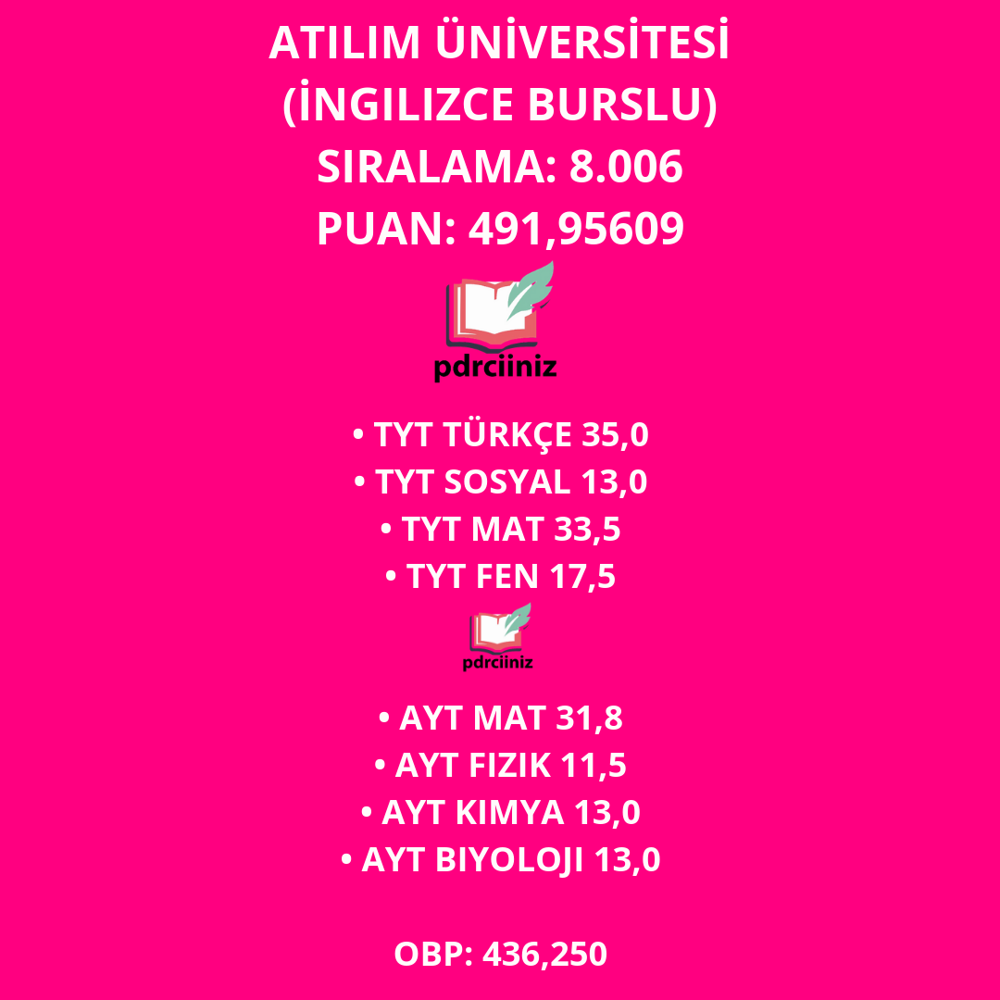 ATILIM ÜNİVERSİTESİ
(İNGILIZCE BURSLU)
SIRALAMA: 8.006
PUAN: 491,95609
pdrciiniz
• TYT TÜRKÇE 35,0
• TYT SOSYAL 13,0
• TYT MAT 33,5
• TYT FEN 17,5
pdrciiniz
• AYT MAT 31,8
• AYT FIZIK 11,5
• AYT KIMYA 13,0
• AYT BIYOLOJI 13,0
OBP: 436,250